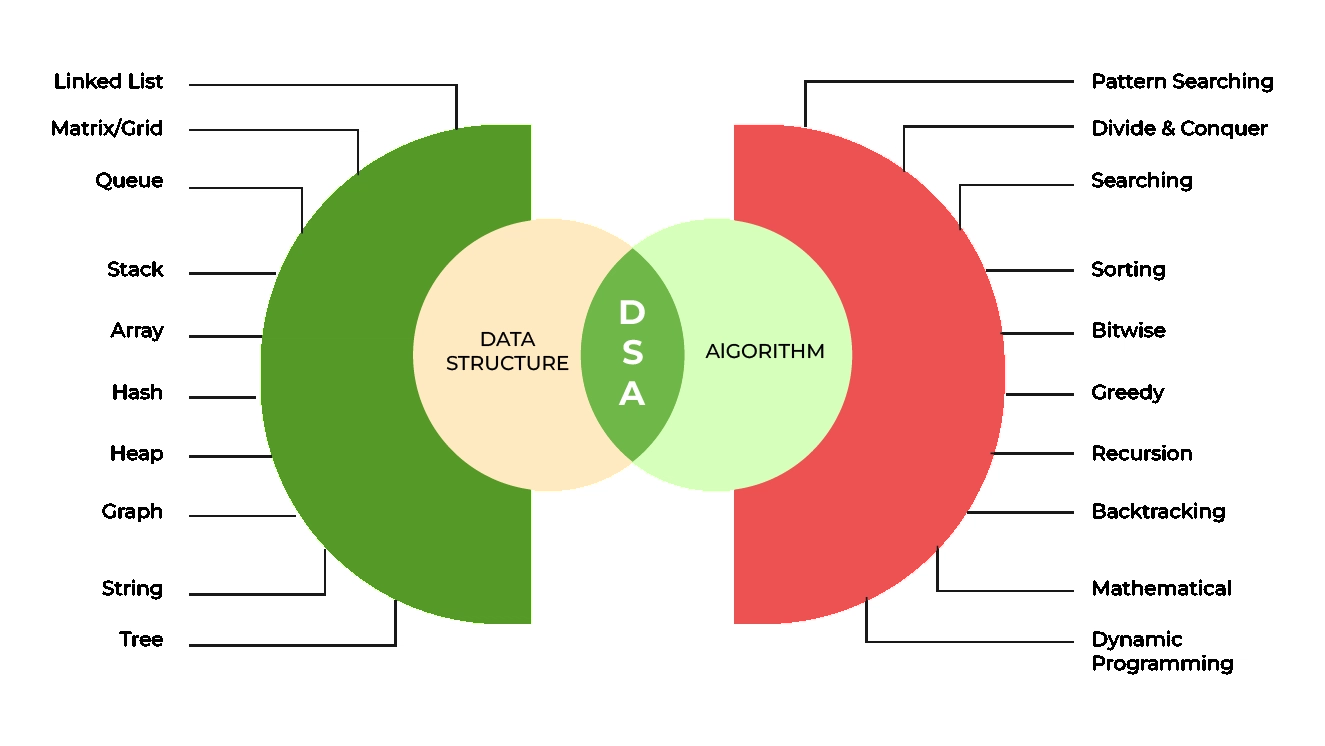 Linked List
Matrix/Grid
Queue
Stack
Array
Hash
Heap
Graph
String
Tree
DATA
STRUCTURE
D
S
A
AlGORITHM
Pattern Searching
Divide & Conquer
Searching
Sorting
Bitwise
Greedy
Recursion
Backtracking
Mathematical
Dynamic
Programming